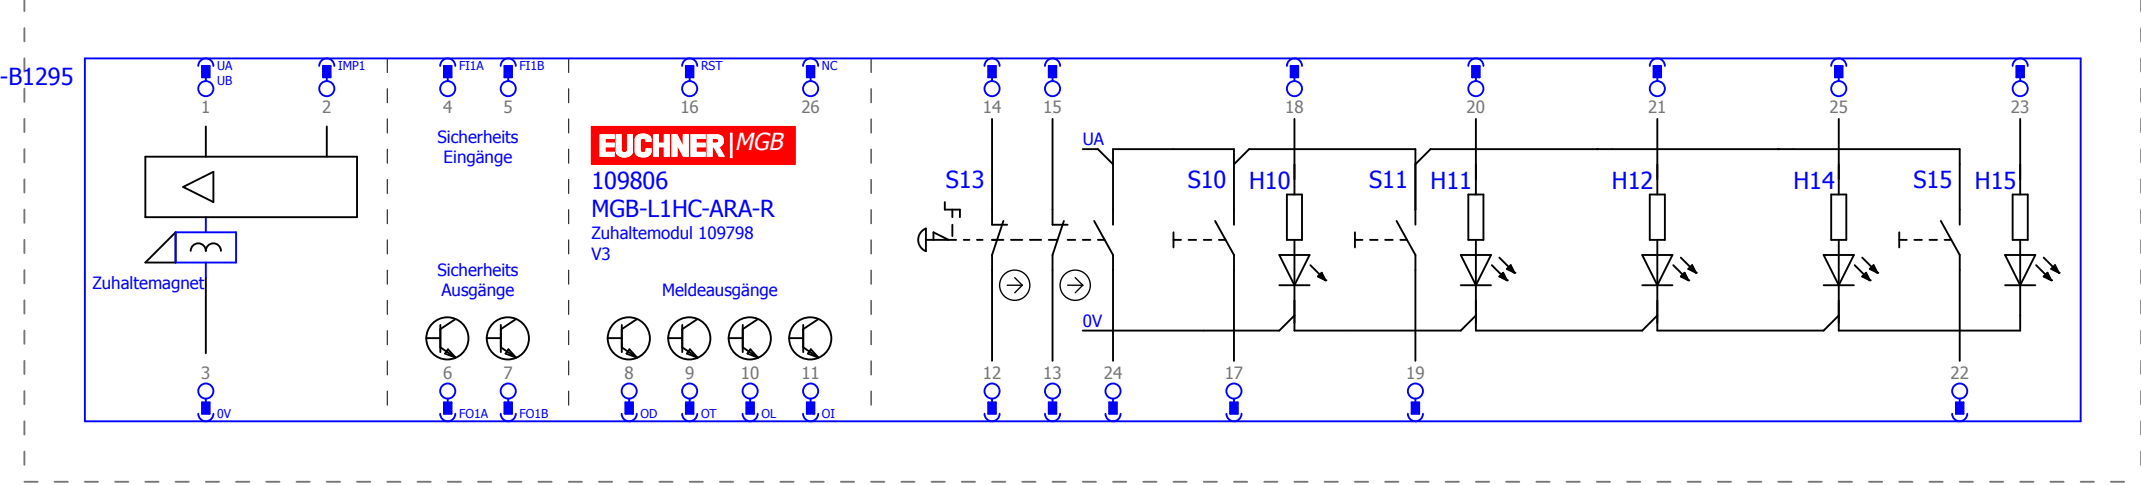 -B1295
UA
UB
IMP1
FI1A
FI1B
RST
NC
1
2
4
5
16
26
14
15
18
20
21
25
23
Sicherheits
Eingänge
EUCHNER|MGB
109806
MGB-L1HC-ARA-R
Zuhaltemodul 109798
V3
UA
S13
S10
H10
S11
H11
H12
H14
S15
H15
Zuhaltemagnet
Sicherheits
Ausgänge
Meldeausgänge
0V
3
6
7
8
9
10
11
12
13
24
17
19
22
0V
FO1A
FO1B
OD
OT
OL
OI